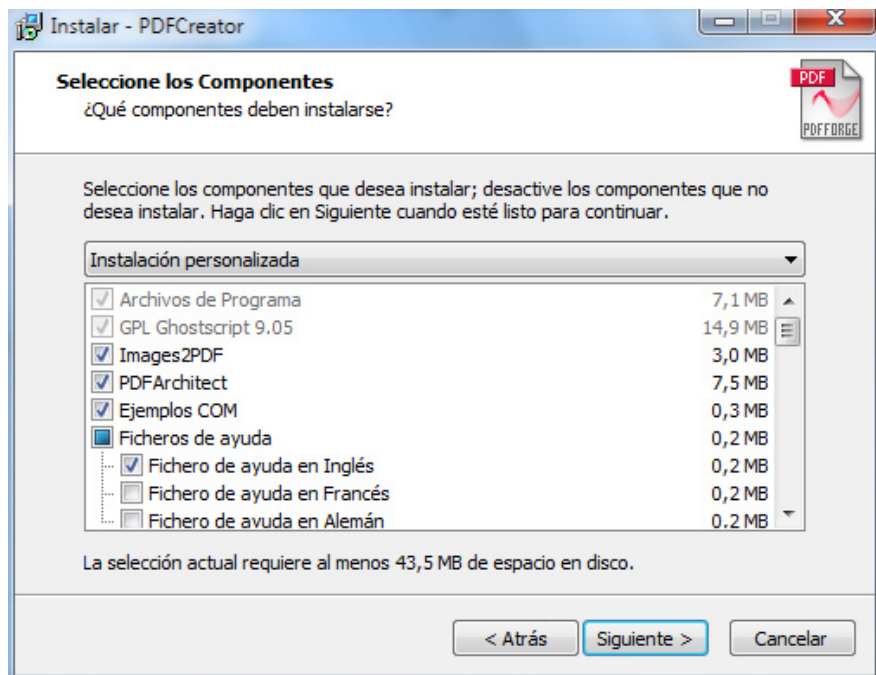 Instalar - PDFCreator
Seleccione los Componentes
¿Qué componentes deben instalarse?
PDF
PDFFORGE
Seleccione los componentes que desea instalar; desactive los componentes que no
desea instalar. Haga clic en Siguiente cuando esté listo para continuar.
Instalación personalizada
Archivos de Programa 7,1 MB
GPL Ghostscript 9.05 14,9 MB
Images2PDF 3,0 MB
PDFArchitect 7,5 MB
Ejemplos COM 0,3 MB
Ficheros de ayuda 0,2 MB
Fichero de ayuda en Inglés 0,2 MB
Fichero de ayuda en Francés 0,2 MB
Fichero de ayuda en Alemán 0,2 MB
La selección actual requiere al menos 43,5 MB de espacio en disco.
< Atrás Siguiente > Cancelar